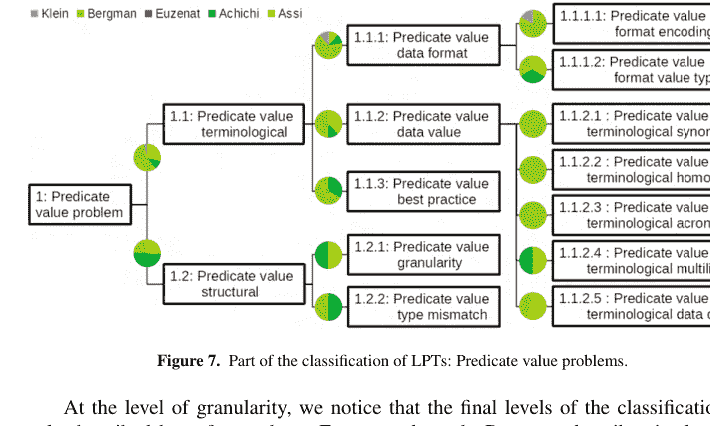 Klein Bergman Euzenat Achichi Assi
1: Predicate
value problem
1.1: Predicate value
terminological
1.2: Predicate value
structural
1.1.1: Predicate value
data format
1.1.2: Predicate value
data value
1.1.3: Predicate value
best practice
1.2.1: Predicate value
granularity
1.2.2: Predicate value
type mismatch
1.1.1.1: Predicate value
format encoding
1.1.1.2: Predicate value
format value typ
1.1.2.1 : Predicate value
terminological synor
1.1.2.2 : Predicate value
terminological homo
1.1.2.3 : Predicate value
terminological acron
1.1.2.4 : Predicate value
terminological multili
1.1.2.5 : Predicate value
terminological data
Figure 7. Part of the classification of LPTs: Predicate value problems.
At the level of granularity, we notice that the final levels of the classificatio